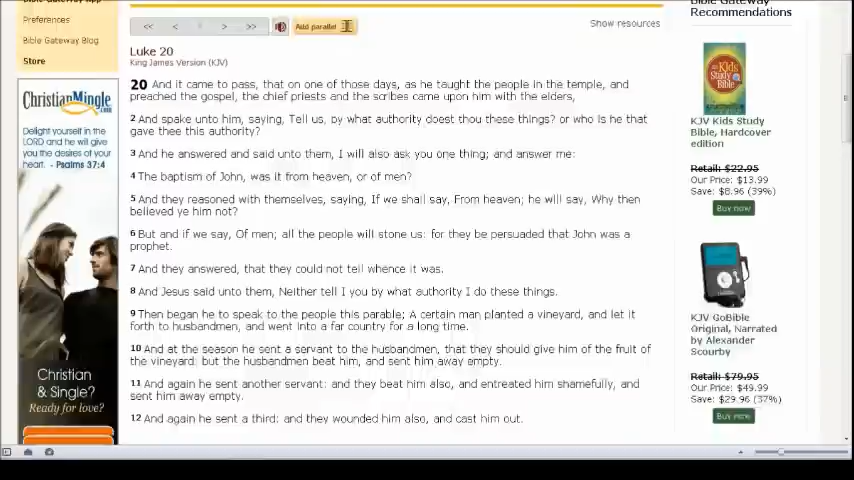 Bible Gateway App
Preferences
Bible Gateway Blog
Store
ChristianMingle.com
Delight yourself in the
LORD and he will give
you the desires of your
heart. - Psalms 37:4
Christian
& Single?
Ready for love?
<<
<
>
>>
Add parallel
Show resources
Luke 20
King James Version (KJV)
20 And it came to pass, that on one of those days, as he taught the people in the temple, and
preached the gospel, the chief priests and the scribes came upon him with the elders,
2 And spake unto him, saying, Tell us, by what authority doest thou these things? or who is he that
gave thee this authority?
3 And he answered and said unto them, I will also ask you one thing; and answer me:
4 The baptism of John, was it from heaven, or of men?
5 And they reasoned with themselves, saying, If we shall say, From heaven; he will say, Why then
believed ye him not?
6 But and if we say, Of men; all the people will stone us: for they be persuaded that John was a
prophet.
7 And they answered, that they could not tell whence it was.
8 And Jesus said unto them, Neither tell I you by what authority I do these things.
9 Then began he to speak to the people this parable; A certain man planted a vineyard, and let it
forth to husbandmen, and went into a far country for a long time.
10 And at the season he sent a servant to the husbandmen, that they should give him of the fruit of
the vineyard: but the husbandmen beat him, and sent him away empty.
11 And again he sent another servant: and they beat him also, and entreated him shamefully, and
sent him away empty.
12 And again he sent a third: and they wounded him also, and cast him out.
Bible Gateway
Recommendations
Kids
Study
Bible
KJV Kids Study
Bible, Hardcover
edition
Retail: $22.95
Our Price: $13.99
Save: $8.96 (39%)
Buy now
KJV GoBible
Original, Narrated
by Alexander
Scourby
Retail: $79.95
Our Price: $49.99
Save: $29.96 (37%)
Buy now